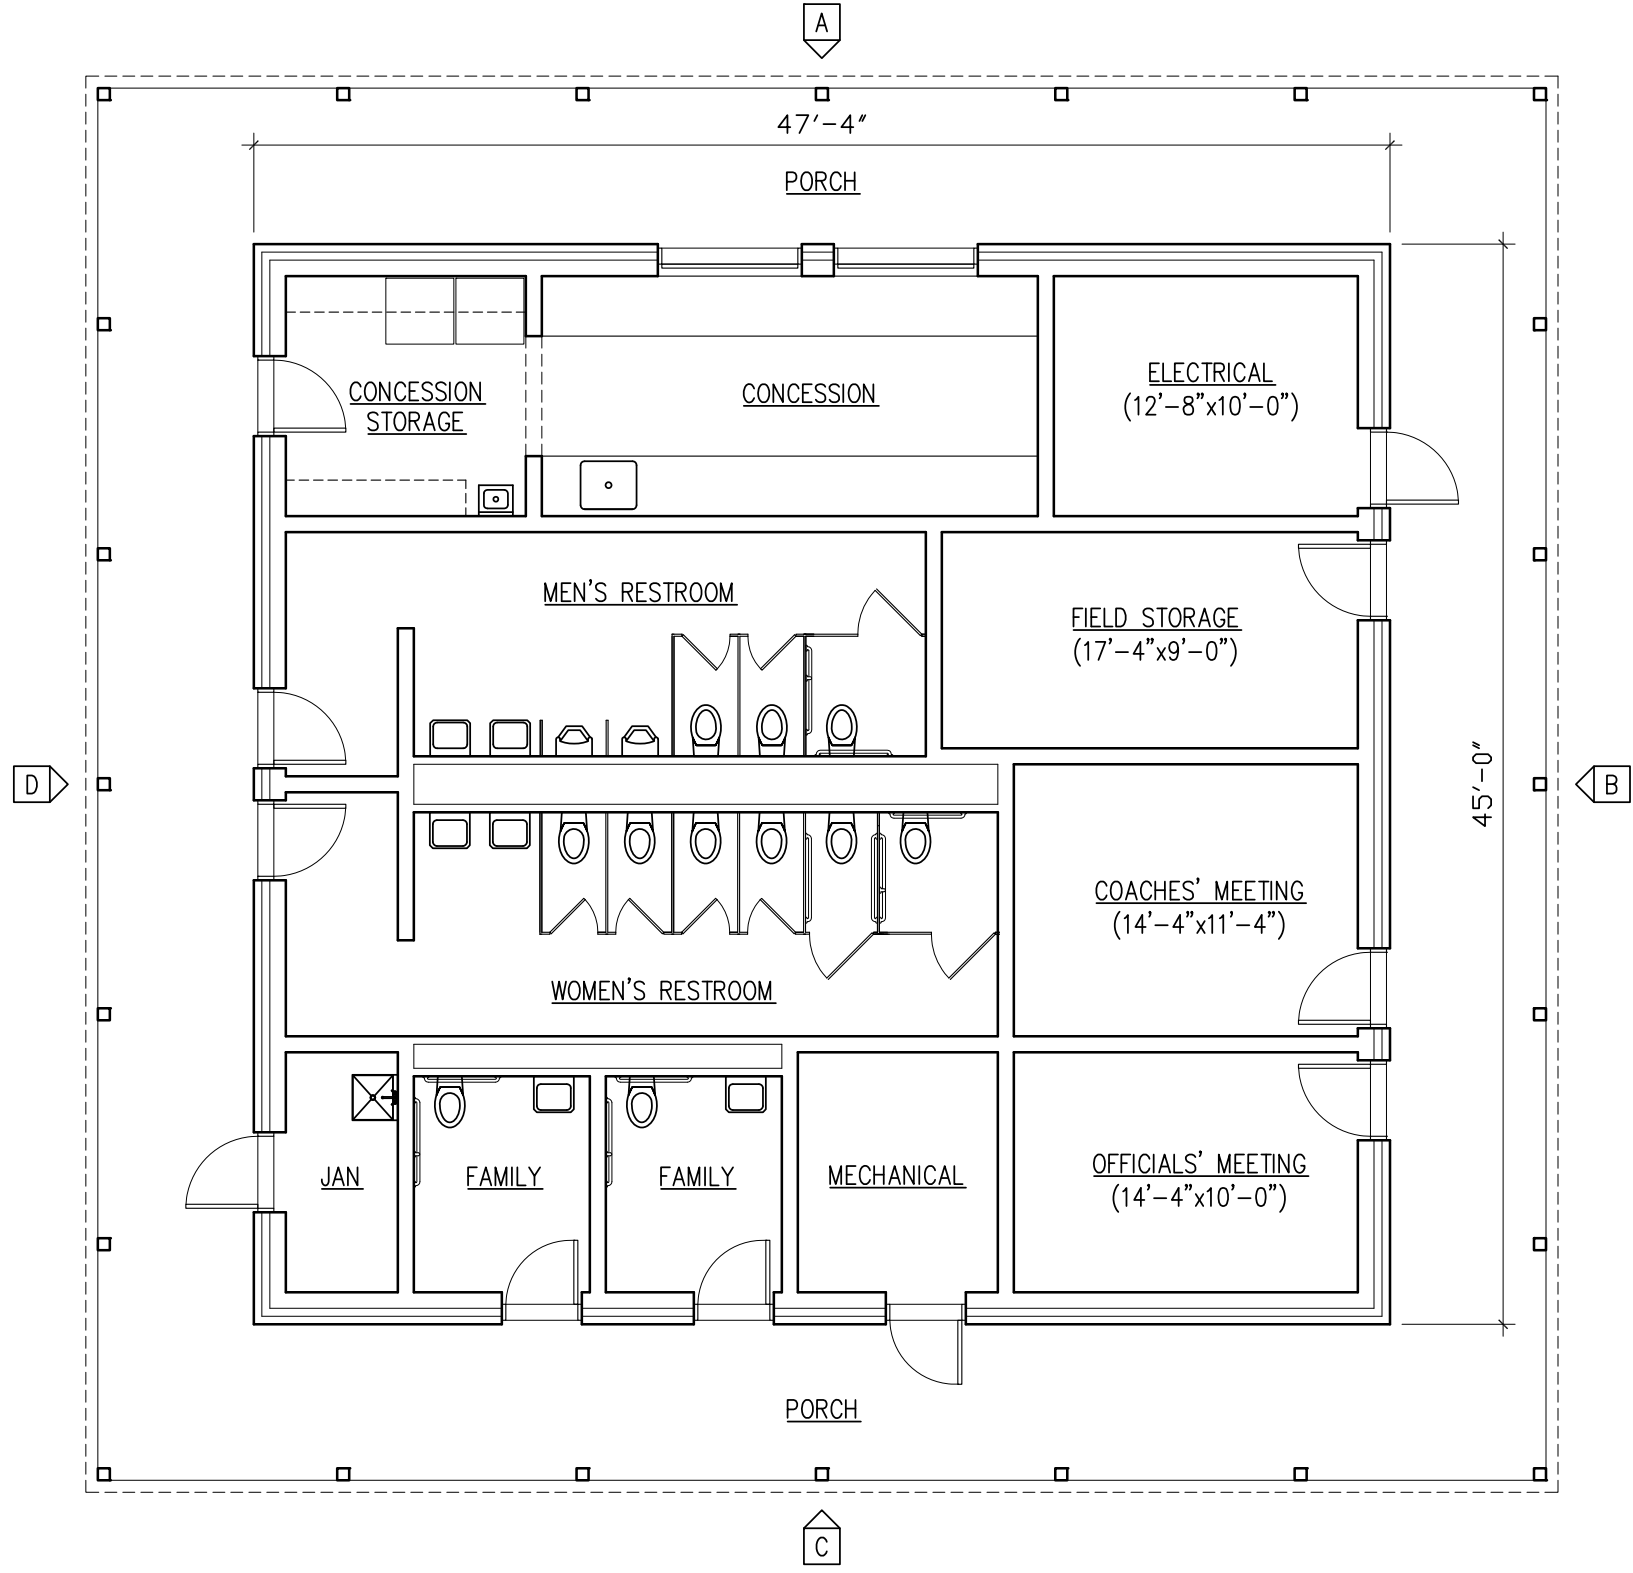 A
47'-4"
PORCH
CONCESSION
STORAGE
CONCESSION
ELECTRICAL
(12'-8"x10'-0")
MEN'S RESTROOM
FIELD STORAGE
(17'-4"x9'-0")
D
B
45'-0"
COACHES' MEETING
(14'-4"x11'-4")
WOMEN'S RESTROOM
JAN
FAMILY
FAMILY
MECHANICAL
OFFICIALS' MEETING
(14'-4"x10'-0")
PORCH
C